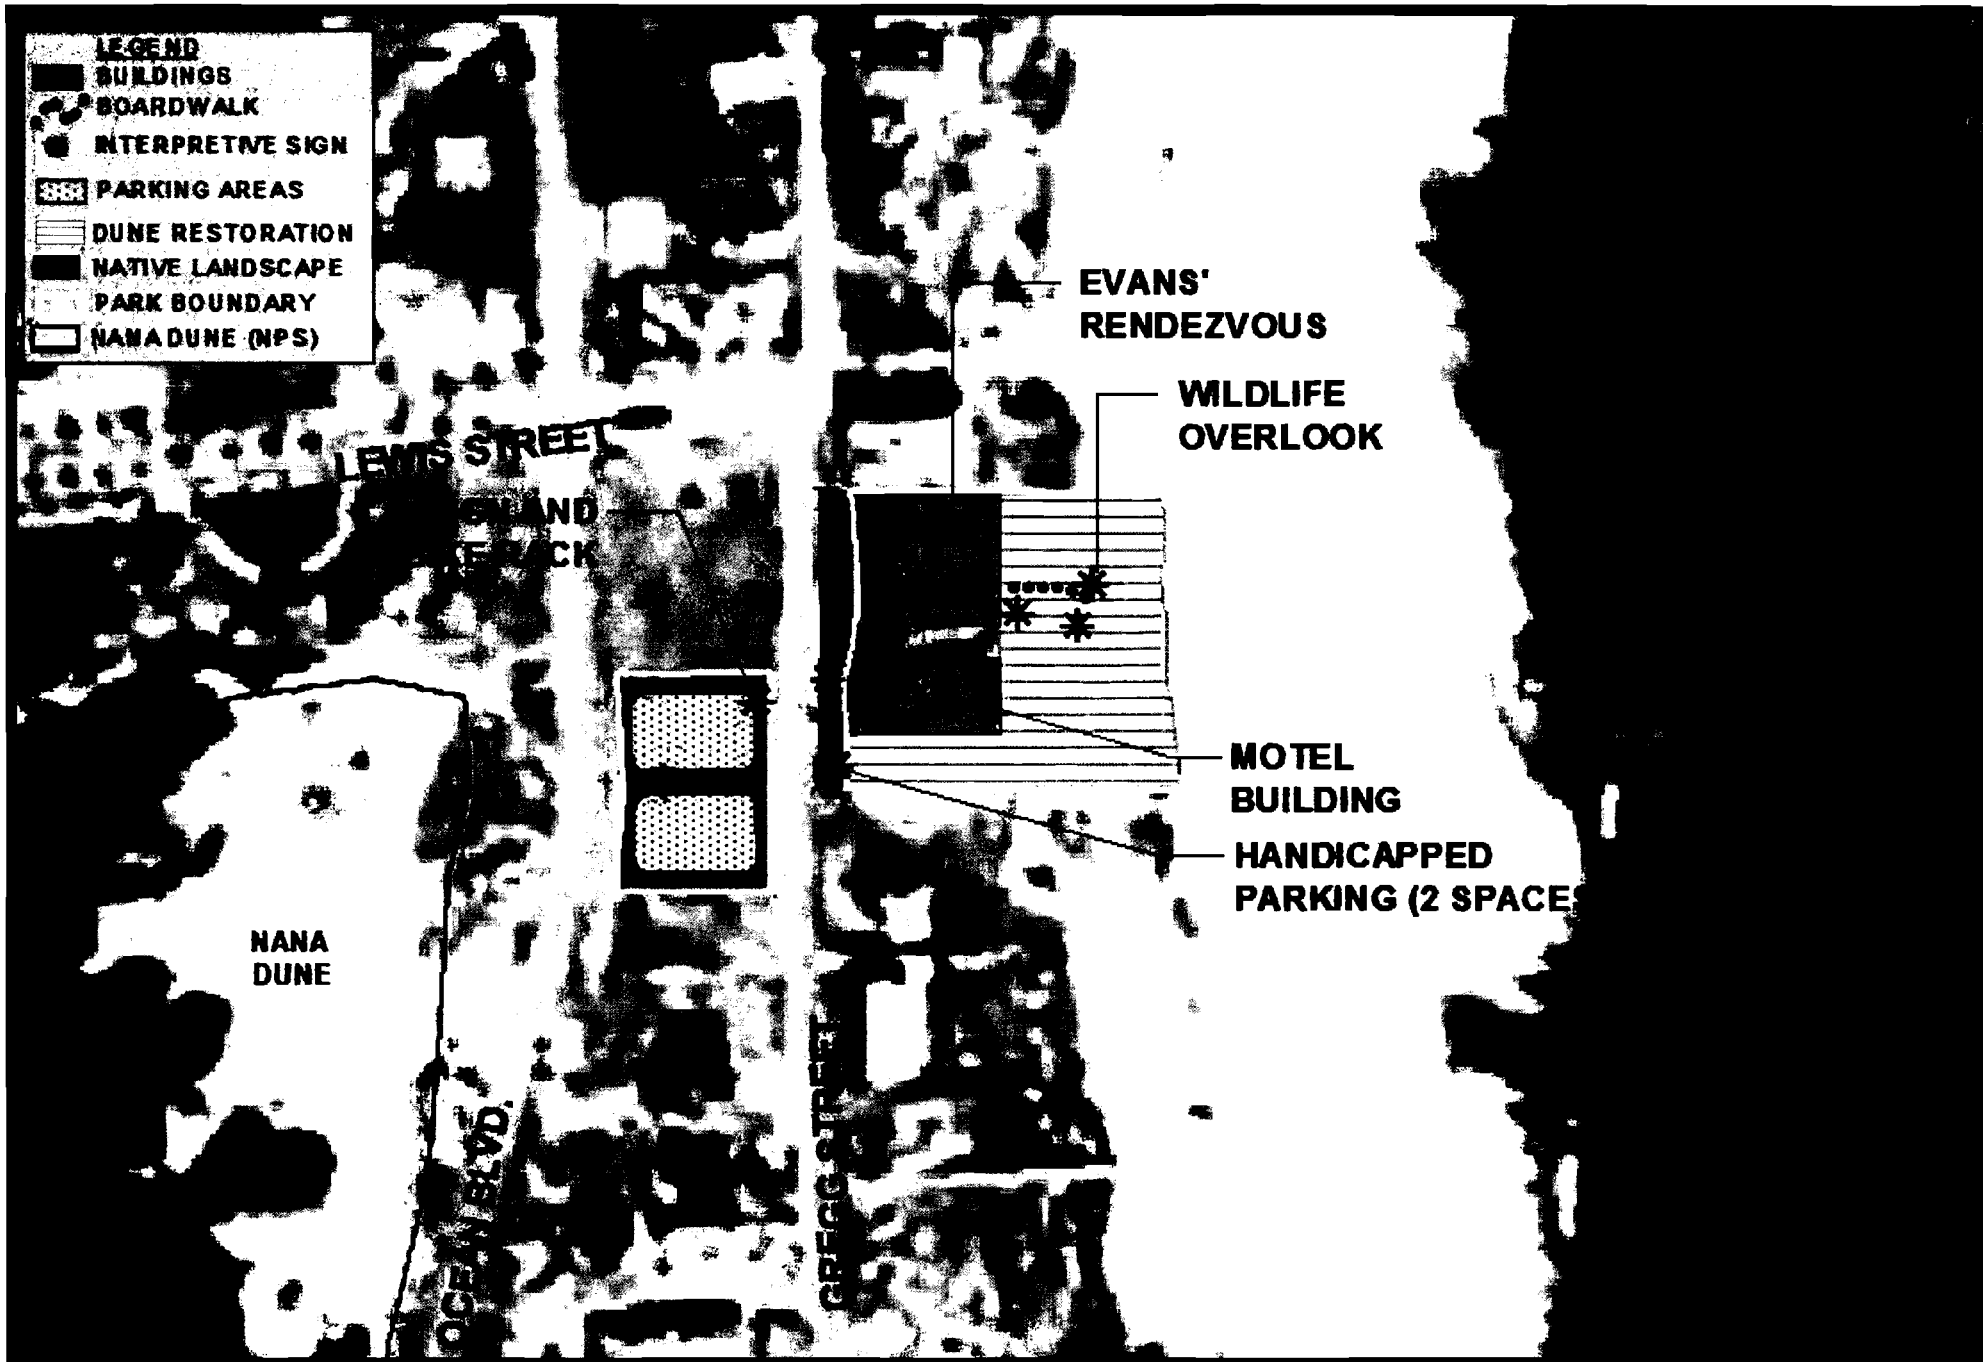 LEGEND
BUILDINGS
BOARDWALK
INTERPRETIVE SIGN
PARKING AREAS
DUNE RESTORATION
NATIVE LANDSCAPE
PARK BOUNDARY
NANA DUNE (NPS)
EVANS'
RENDEZVOUS
WILDLIFE
OVERLOOK
LEWIS STREET
AND
MOTEL
BUILDING
HANDICAPPED
PARKING (2 SPACES
NANA
DUNE
OCEAN BLVD.
GREGG STREET